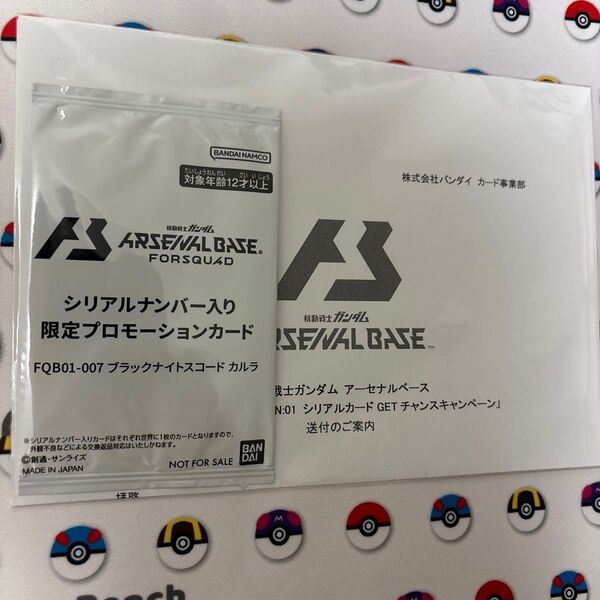 BANDAI NAMCO
たいしょうねんれい さい いじょう
対象年齢12才以上
機動戦士ガンダム
ARSENAL BASE®
FORSQUAD
シリアルナンバー入り
限定プロモーションカード
FQB01-007 ブラックナイトスコード カルラ
※シリアルナンバー入りカードはそれぞれ世界に1枚のカードとなりますので、
外観不良などによる交換返品対応はいたしかねます。
©創通・サンライズ
MADE IN JAPAN
NOT FOR SALE
BAN
DAI
株式会社バンダイ カード事業部
機動戦士ガンダム
RSENAL BASE™
戦士ガンダム アーセナルベース
N:01 シリアルカード GET チャンスキャンペーン」
送付のご案内
拝啓